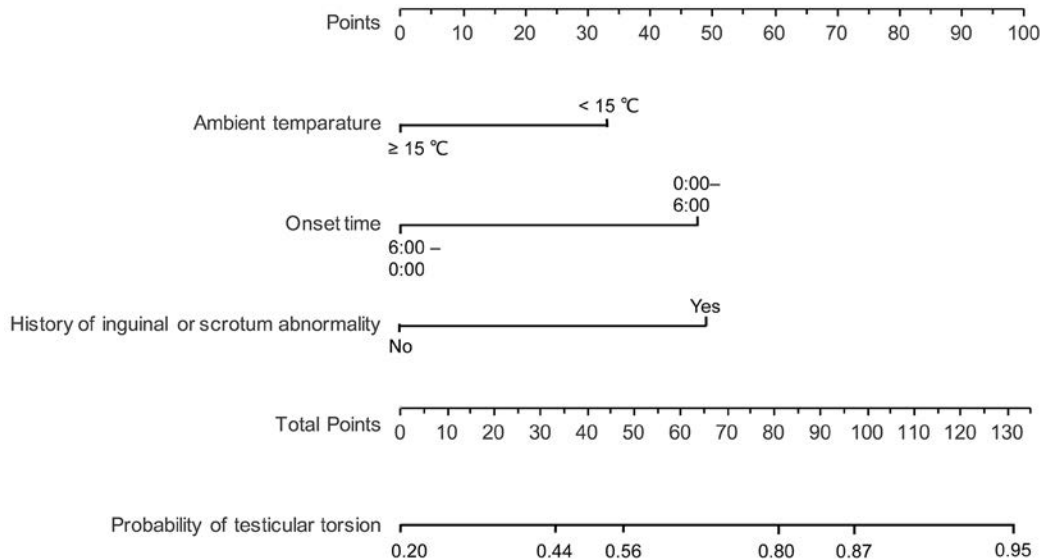 Points
0 10 20 30 40 50 60 70 80 90 100
< 15 ℃
Ambient temparature
≥ 15 ℃
0:00–
6:00
Onset time
6:00 –
0:00
Yes
History of inguinal or scrotum abnormality
No
Total Points
0 10 20 30 40 50 60 70 80 90 100 110 120 130
Probability of testicular torsion
0.20 0.44 0.56 0.80 0.87 0.95